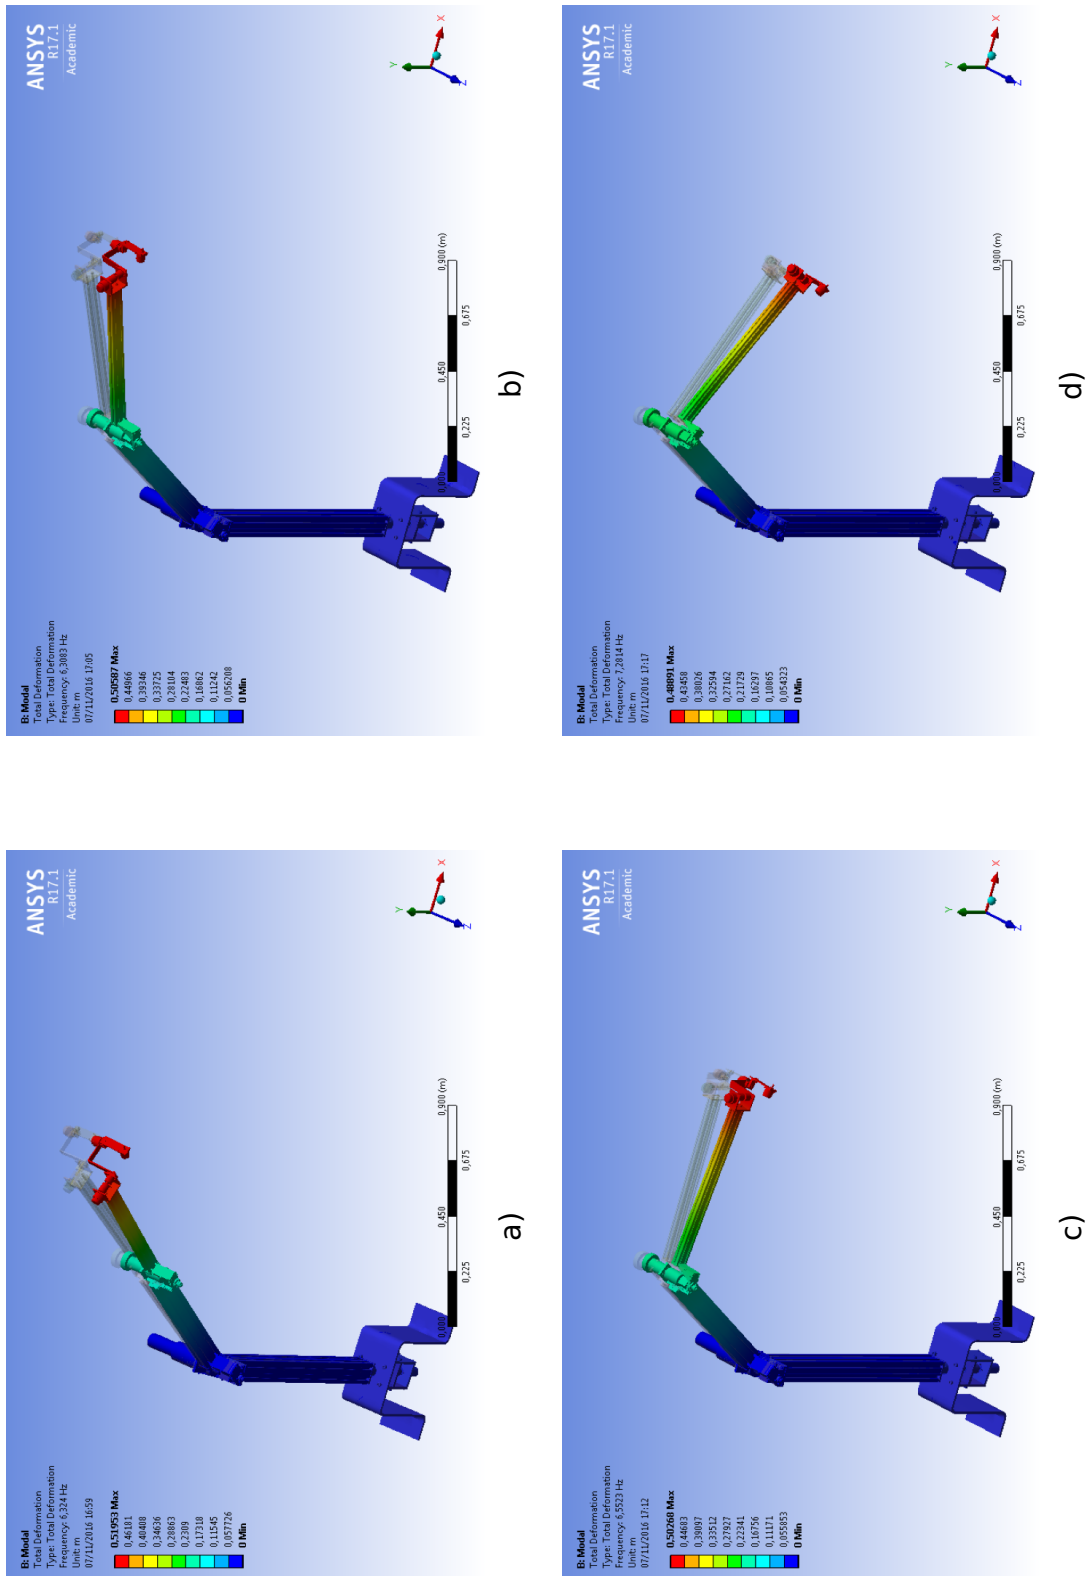 B: Modal
Total Deformation
Type: Total Deformation
Frequency: 6,324 Hz
Unit: m
07/11/2016 16:59
0,51953 Max
0,46181
0,40408
0,34636
0,28863
0,2309
0,17318
0,11545
0,057726
0 Min
ANSYS
R17.1
Academic
Y
X
Z
0,000
0,225
0,450
0,675
0,900 (m)
a)
B: Modal
Total Deformation
Type: Total Deformation
Frequency: 6,3083 Hz
Unit: m
07/11/2016 17:05
0,50587 Max
0,44966
0,39346
0,33725
0,28104
0,22483
0,16862
0,11242
0,056208
0 Min
ANSYS
R17.1
Academic
Y
X
Z
0,000
0,225
0,450
0,675
0,900 (m)
b)
B: Modal
Total Deformation
Type: Total Deformation
Frequency: 6,5523 Hz
Unit: m
07/11/2016 17:12
0,50268 Max
0,44683
0,39097
0,33512
0,27927
0,22341
0,16756
0,11171
0,055853
0 Min
ANSYS
R17.1
Academic
Y
X
Z
0,000
0,225
0,450
0,675
0,900 (m)
c)
B: Modal
Total Deformation
Type: Total Deformation
Frequency: 7,2814 Hz
Unit: m
07/11/2016 17:17
0,48891 Max
0,43458
0,38026
0,32594
0,27162
0,21729
0,16297
0,10865
0,054323
0 Min
ANSYS
R17.1
Academic
Y
X
Z
0,000
0,225
0,450
0,675
0,900 (m)
d)